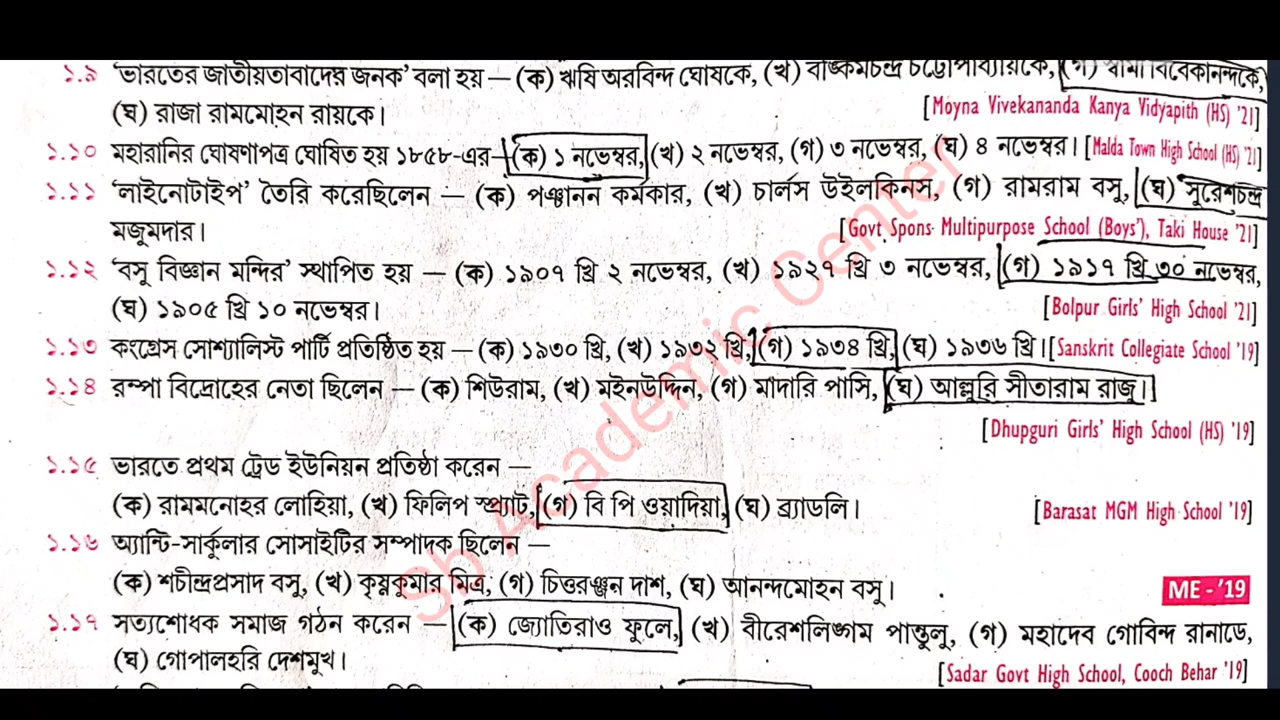 ১.৯ 'ভারতের জাতীয়তাবাদের জনক' বলা হয় — (ক) ঋষি অরবিন্দ ঘোষকে, (খ) বঙ্কিমচন্দ্র চট্টোপাধ্যায়কে, (গ) স্বামী বিবেকানন্দকে,
(ঘ) রাজা রামমোহন রায়কে। [Moyna Vivekananda Kanya Vidyapith (HS) '21]
১.১০ মহারানির ঘোষণাপত্র ঘোষিত হয় ১৮৫৮-এর— (ক) ১ নভেম্বর, (খ) ২ নভেম্বর, (গ) ৩ নভেম্বর, (ঘ) ৪ নভেম্বর। [Malda Town High School (HS) '21]
১.১১ 'লাইনোটাইপ' তৈরি করেছিলেন — (ক) পঞ্চানন কর্মকার, (খ) চার্লস উইলকিনস, (গ) রামরাম বসু, (ঘ) সুরেশচন্দ্র
মজুমদার। [Govt Spons Multipurpose School (Boys'), Taki House '21]
১.১২ 'বসু বিজ্ঞান মন্দির' স্থাপিত হয় — (ক) ১৯০৭ খ্রি ২ নভেম্বর, (খ) ১৯২৭ খ্রি ৩ নভেম্বর, (গ) ১৯১৭ খ্রি ৩০ নভেম্বর,
(ঘ) ১৯০৫ খ্রি ১০ নভেম্বর। [Bolpur Girls' High School '21]
১.১৩ কংগ্রেস সোশ্যালিস্ট পার্টি প্রতিষ্ঠিত হয় — (ক) ১৯৩০ খ্রি, (খ) ১৯৩২ খ্রি, (গ) ১৯৩৪ খ্রি, (ঘ) ১৯৩৬ খ্রি। [Sanskrit Collegiate School '19]
১.১৪ রম্পা বিদ্রোহের নেতা ছিলেন — (ক) শিউরাম, (খ) মইনউদ্দিন, (গ) মাদারি পাসি, (ঘ) আল্লুরি সীতারাম রাজু।
[Dhupguri Girls' High School (HS) '19]
১.১৫ ভারতে প্রথম ট্রেড ইউনিয়ন প্রতিষ্ঠা করেন —
(ক) রামমনোহর লোহিয়া, (খ) ফিলিপ স্প্র্যাট, (গ) বি পি ওয়াদিয়া, (ঘ) ব্র্যাডলি। [Barasat MGM High School '19]
১.১৬ অ্যান্টি-সার্কুলার সোসাইটির সম্পাদক ছিলেন —
(ক) শচীন্দ্রপ্রসাদ বসু, (খ) কৃষ্ণকুমার মিত্র, (গ) চিত্তরঞ্জন দাশ, (ঘ) আনন্দমোহন বসু। ME - '19
১.১৭ সত্যশোধক সমাজ গঠন করেন — (ক) জ্যোতিরাও ফুলে, (খ) বীরেশলিঙ্গম পান্তুলু, (গ) মহাদেব গোবিন্দ রানাডে,
(ঘ) গোপালহরি দেশমুখ। [Sadar Govt High School, Cooch Behar '19]
Sb Academic Center